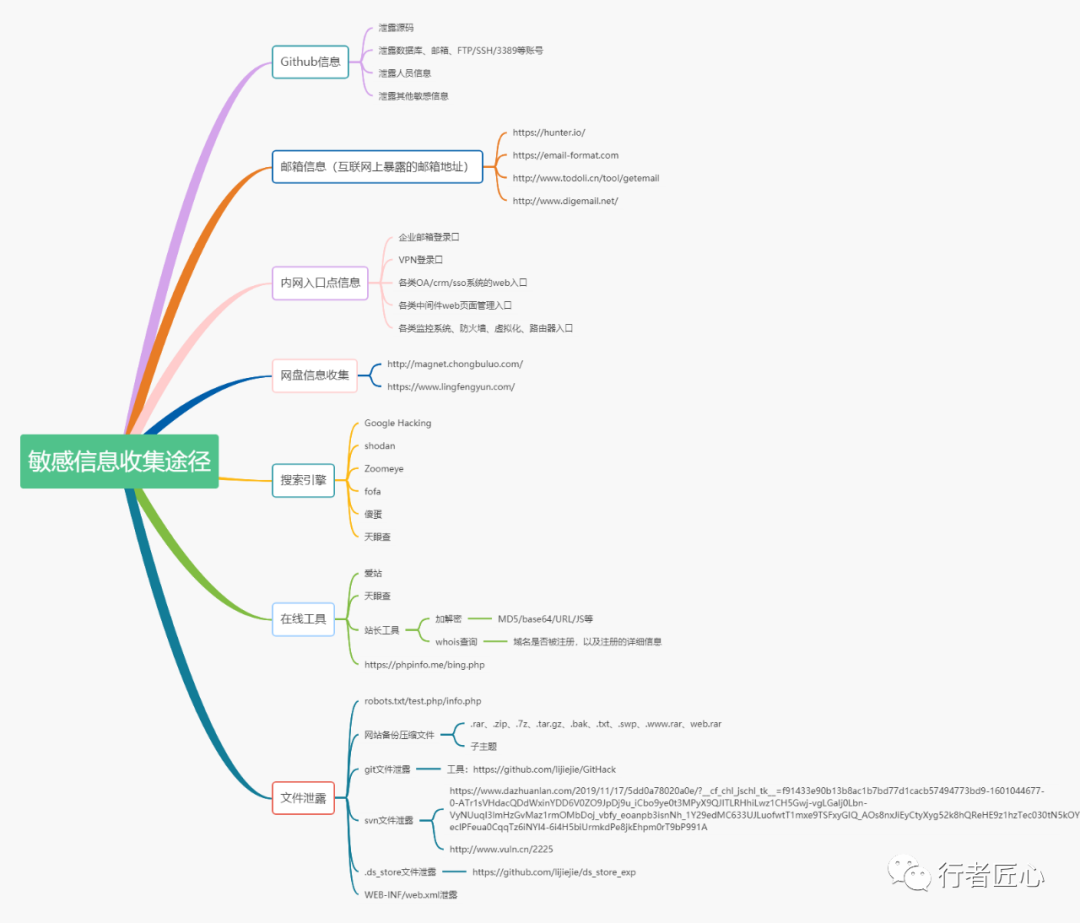 敏感信息收集途径
Github信息
泄露源码
泄露数据库、邮箱、FTP/SSH/3389等账号
泄露人员信息
泄露其他敏感信息
邮箱信息（互联网上暴露的邮箱地址）
https://hunter.io/
https://email-format.com
http://www.todoli.cn/tool/getemail
http://www.digemail.net/
内网入口点信息
企业邮箱登录口
VPN登录口
各类OA/crm/sso系统的web入口
各类中间件web页面管理入口
各类监控系统、防火墙、虚拟化、路由器入口
网盘信息收集
http://magnet.chongbuluo.com/
https://www.lingfengyun.com/
搜索引擎
Google Hacking
shodan
Zoomeye
fofa
傻蛋
天眼查
在线工具
爱站
天眼查
站长工具
加解密
MD5/base64/URL/JS等
whois查询
域名是否被注册，以及注册的详细信息
https://phpinfo.me/bing.php
文件泄露
robots.txt/test.php/info.php
网站备份压缩文件
.rar、.zip、.7z、.tar.gz、.bak、.txt、.swp、.www.rar、web.rar
子主题
git文件泄露
工具：https://github.com/lijiejie/GitHack
svn文件泄露
https://www.dazhuanlan.com/2019/11/17/5dd0a78020a0e/?__cf_chl_jschl_tk__=f91433e90b13b8ac1b7bd77d1cacb57494773bd9-1601044677-
0-ATr1sVHdacQDdWxinYDD6V0ZO9JpDj9u_iCbo9ye0t3MPyX9QJITLRHhiLwz1CH5Gwj-vgLGaIj0Lbn-
VyNUuqI3lmHzGvMaz1rmOMbDoj_vbfy_eoanpb3isnNh_1Y29edMC633UJLuofwtT1mxe9TSFxyGIQ_AOs8nxJiEyCtyXyg52k8hQReHE9z1hzTec030tN5kOY
ecIPFeua0CqqTz6iNYI4-6i4H5biUrmkdPe8jkEhpm0rT9bP991A
http://www.vuln.cn/2225
.ds_store文件泄露
https://github.com/lijiejie/ds_store_exp
WEB-INF/web.xml泄露
行者匠心